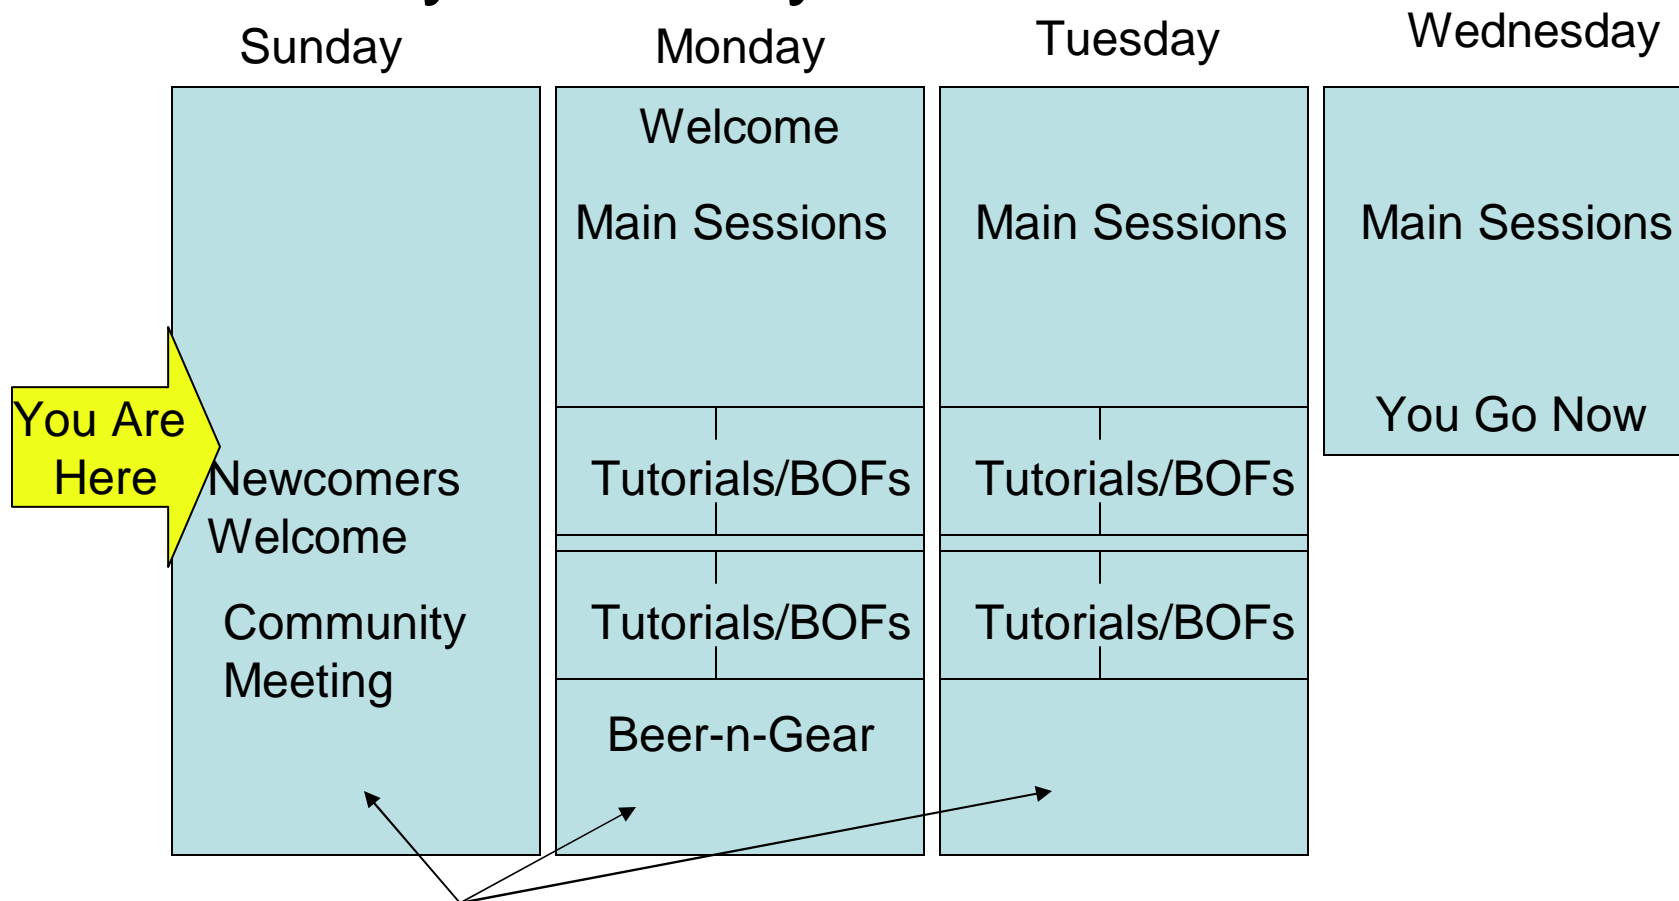 Sunday
Monday
Tuesday
Wednesday
Welcome
Main Sessions
Main Sessions
Main Sessions
You Are
Here
You Go Now
Newcomers
Welcome
Tutorials/BOFs
Tutorials/BOFs
Community
Meeting
Tutorials/BOFs
Tutorials/BOFs
Beer-n-Gear